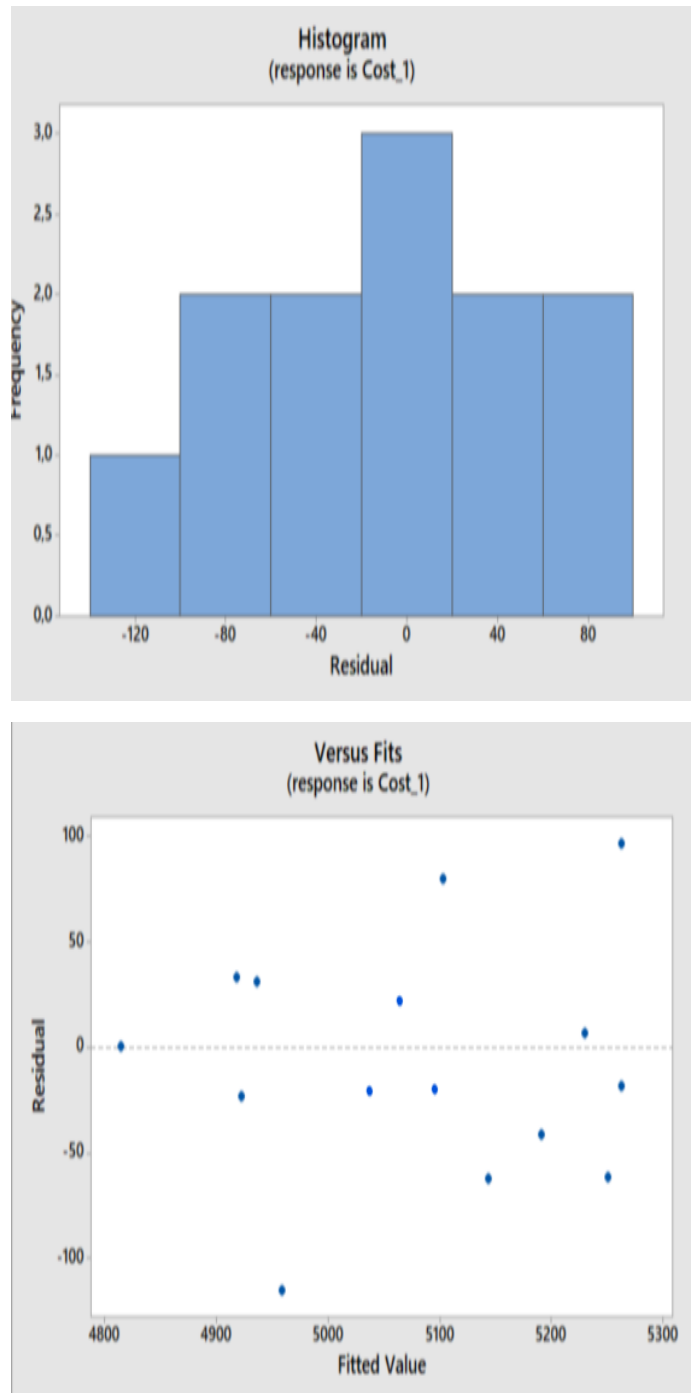 Histogram
(response is Cost_1)
3,0
2,5
2,0
1,5
1,0
0,5
0,0
Frequency
-120 -80 -40 0 40 80
Residual
Versus Fits
(response is Cost_1)
100
50
0
-50
-100
Residual
4800 4900 5000 5100 5200 5300
Fitted Value